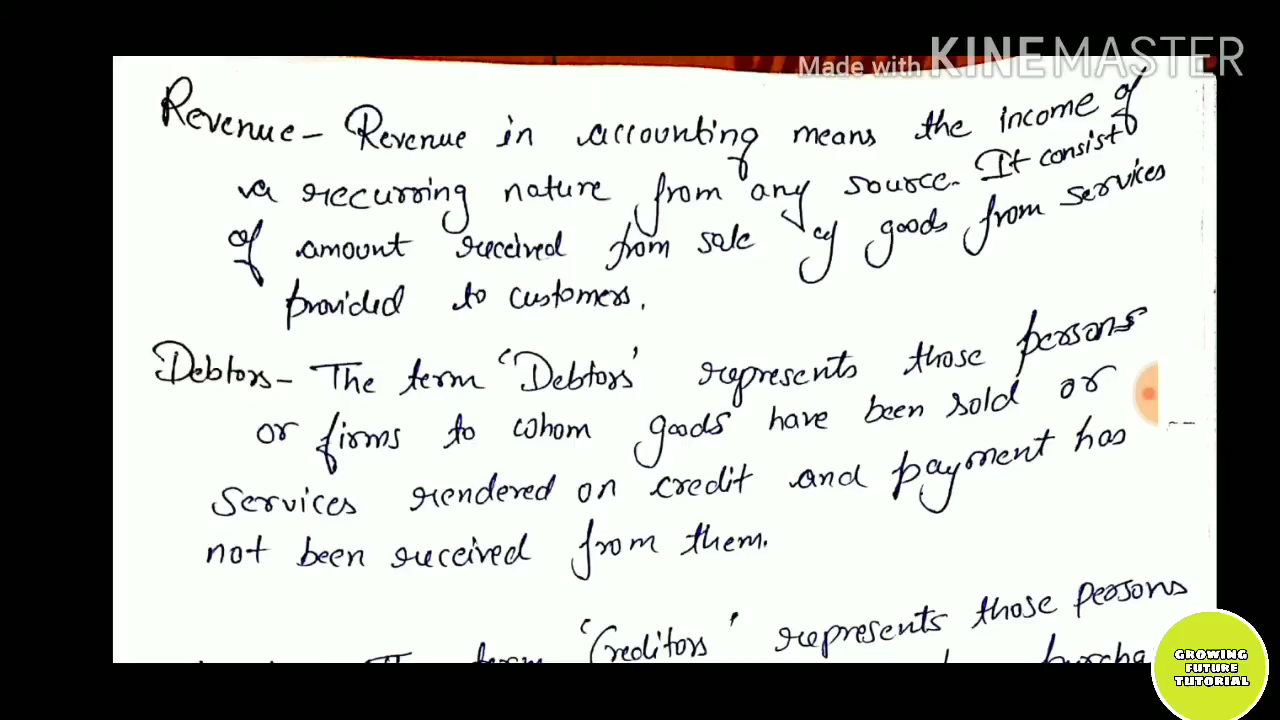 Made with KINEMASTER
Revenue - Revenue in accounting means the income of
a recurring nature from any source. It consist
of amount received from sale of goods from services
provided to customers.
Debtors - The term 'Debtors' represents those persons
or firms to whom goods have been sold or
services rendered on credit and payment has
not been received from them.
term 'Creditors' represents those persons
GROWING
FUTURE
TUTORIAL